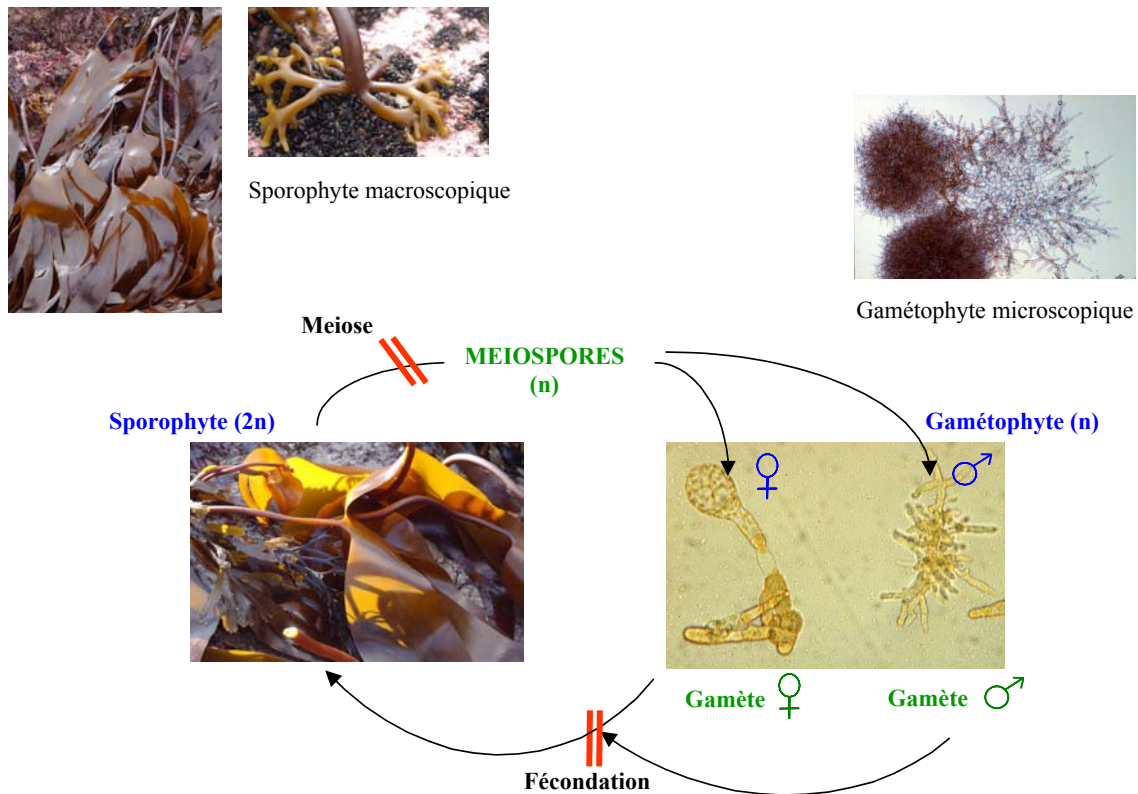 Sporophyte macroscopique
Gamétophyte microscopique
Meiose
MEIOSPORES
(n)
Sporophyte (2n)
Gamétophyte (n)
♀
♂
Gamète ♀
Gamète ♂
Fécondation